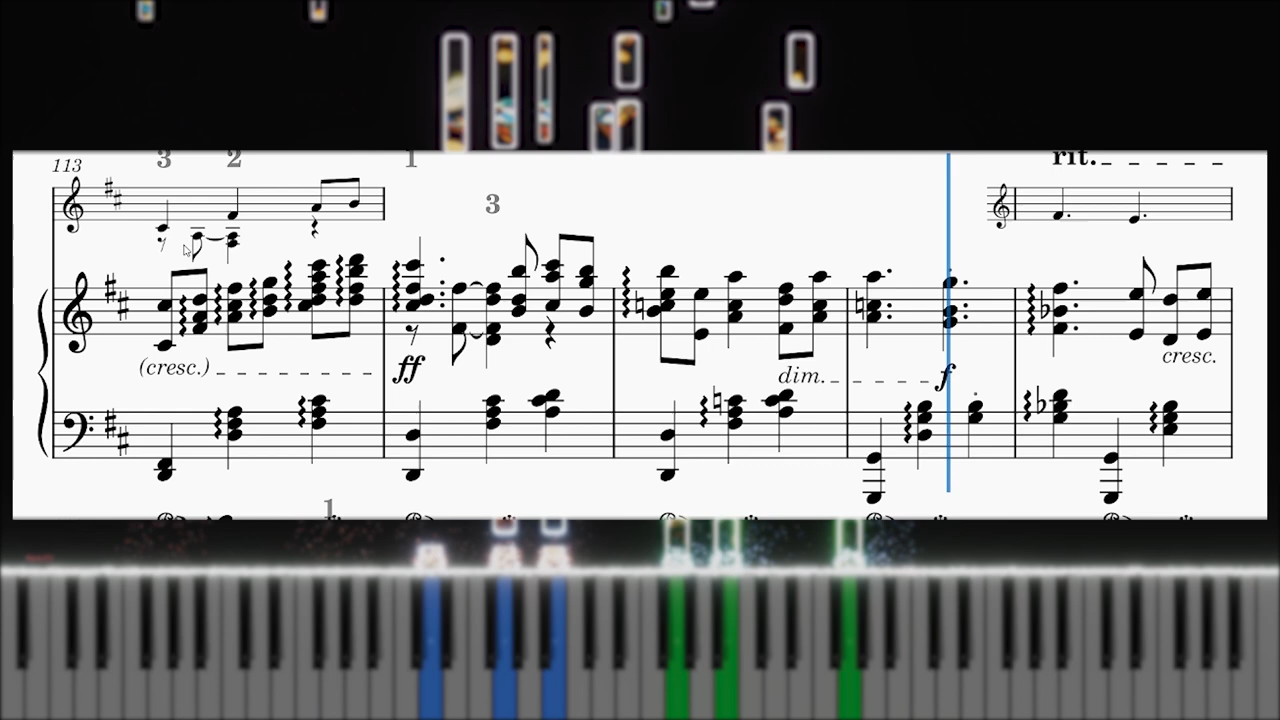 3 2 1 rit.
113
3
(cresc.) ff dim. f cresc.
1